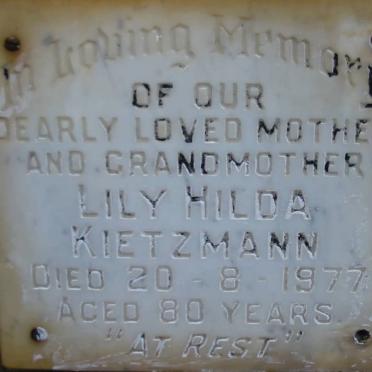 In Loving Memory
OF OUR
DEARLY LOVED MOTHER
AND GRANDMOTHER
LILY HILDA
KIETZMANN
DIED 20 - 8 - 1977
AGED 80 YEARS.
"AT REST"